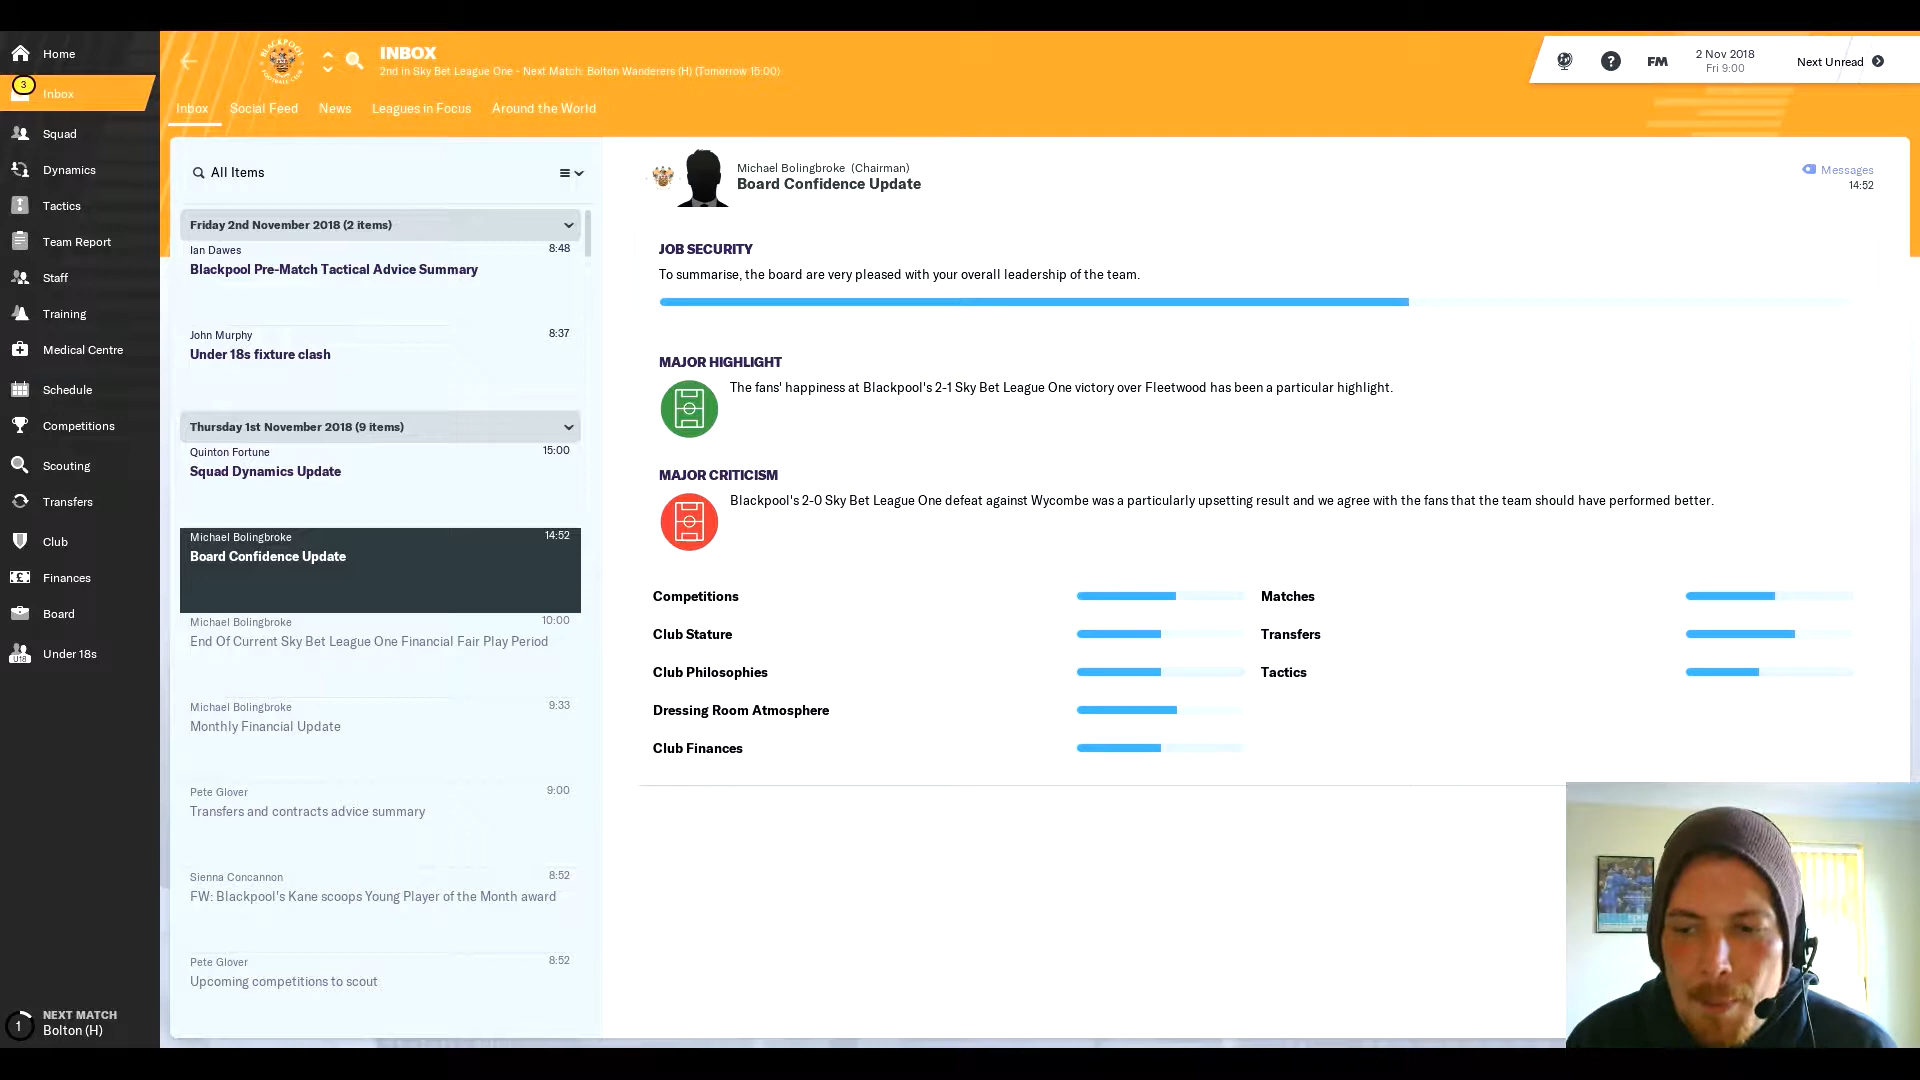 Home
3
Inbox
Squad
Dynamics
Tactics
Team Report
Staff
Training
Medical Centre
Schedule
Competitions
Scouting
Transfers
Club
Finances
Board
U18
Under 18s
1
NEXT MATCH
Bolton (H)
BLACKPOOL
FOOTBALL CLUB
INBOX
2nd in Sky Bet League One - Next Match: Bolton Wanderers (H) (Tomorrow 15:00)
?
FM
2 Nov 2018
Fri 9:00
Next Unread
Inbox
Social Feed
News
Leagues in Focus
Around the World
All Items
Friday 2nd November 2018 (2 items)
Ian Dawes
8:48
Blackpool Pre-Match Tactical Advice Summary
John Murphy
8:37
Under 18s fixture clash
Thursday 1st November 2018 (9 items)
Quinton Fortune
15:00
Squad Dynamics Update
Michael Bolingbroke
14:52
Board Confidence Update
Michael Bolingbroke
10:00
End Of Current Sky Bet League One Financial Fair Play Period
Michael Bolingbroke
9:33
Monthly Financial Update
Pete Glover
9:00
Transfers and contracts advice summary
Sienna Concannon
8:52
FW: Blackpool's Kane scoops Young Player of the Month award
Pete Glover
8:52
Upcoming competitions to scout
Michael Bolingbroke (Chairman)
Board Confidence Update
Messages
14:52
JOB SECURITY
To summarise, the board are very pleased with your overall leadership of the team.
MAJOR HIGHLIGHT
The fans' happiness at Blackpool's 2-1 Sky Bet League One victory over Fleetwood has been a particular highlight.
MAJOR CRITICISM
Blackpool's 2-0 Sky Bet League One defeat against Wycombe was a particularly upsetting result and we agree with the fans that the team should have performed better.
Competitions
Matches
Club Stature
Transfers
Club Philosophies
Tactics
Dressing Room Atmosphere
Club Finances